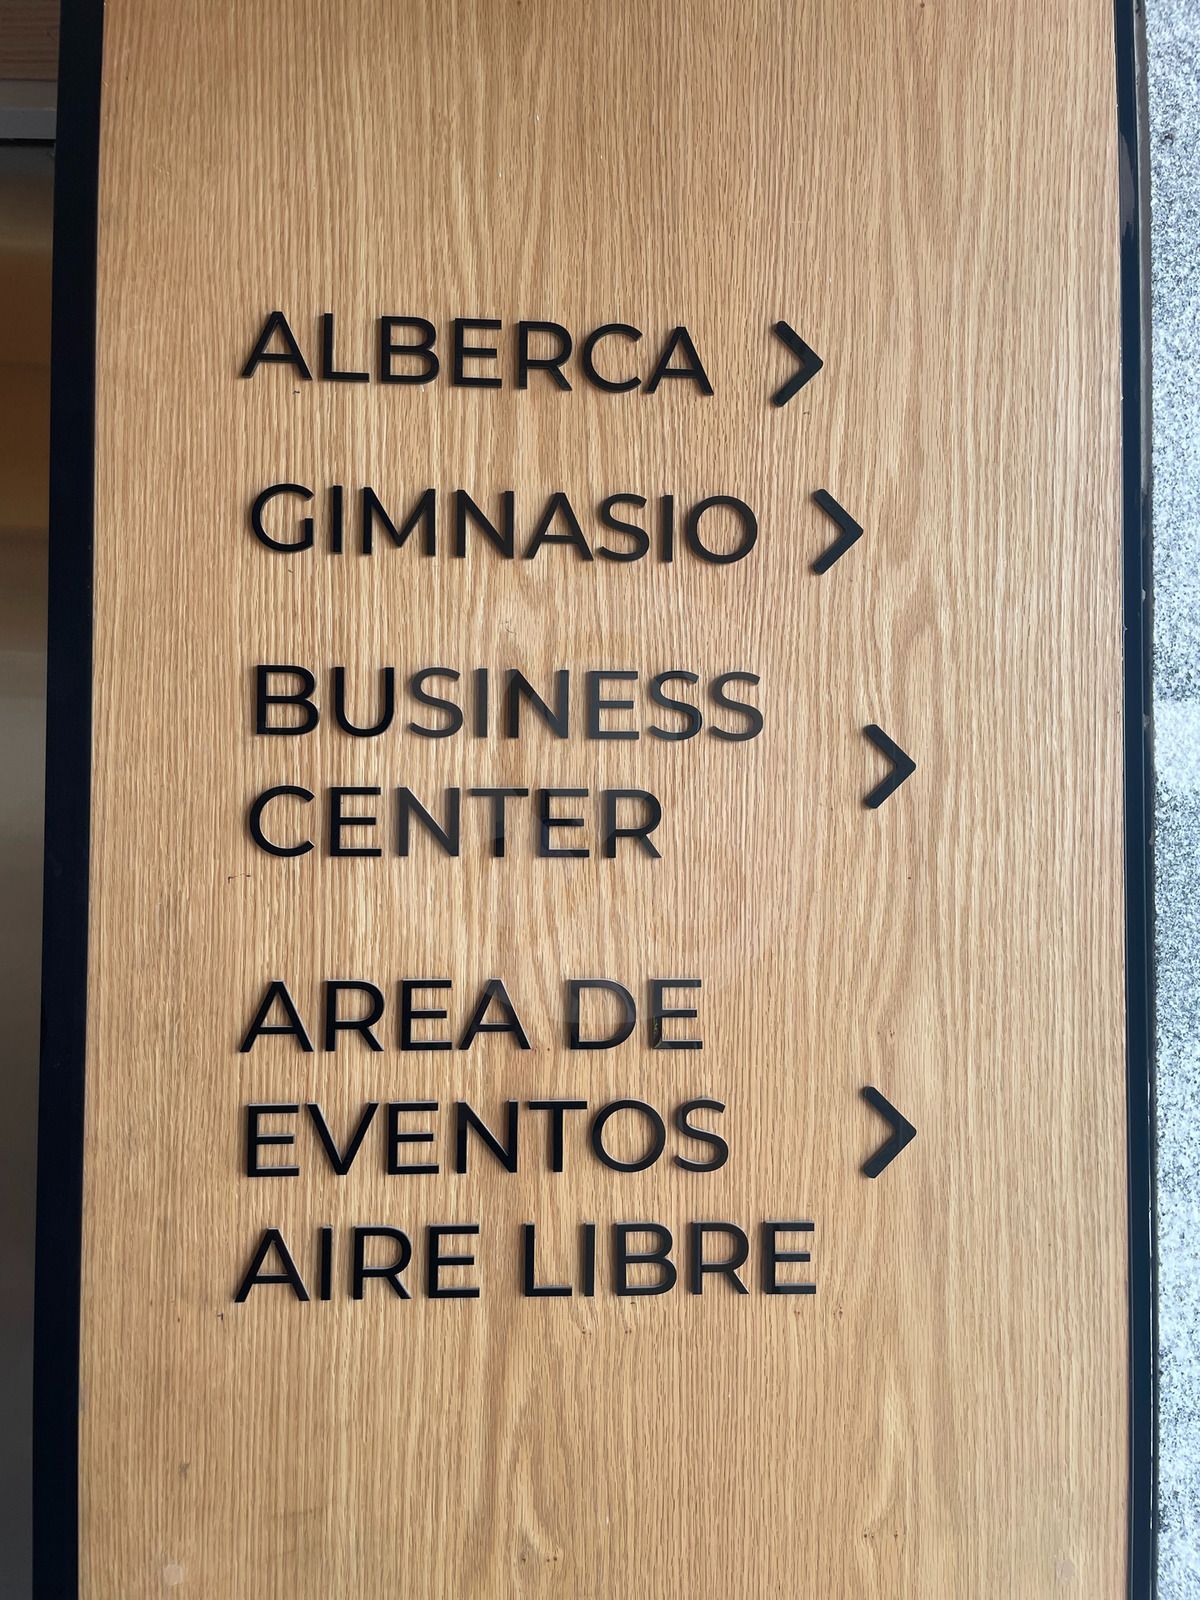 ALBERCA >
GIMNASIO >
BUSINESS
CENTER >
AREA DE
EVENTOS >
AIRE LIBRE